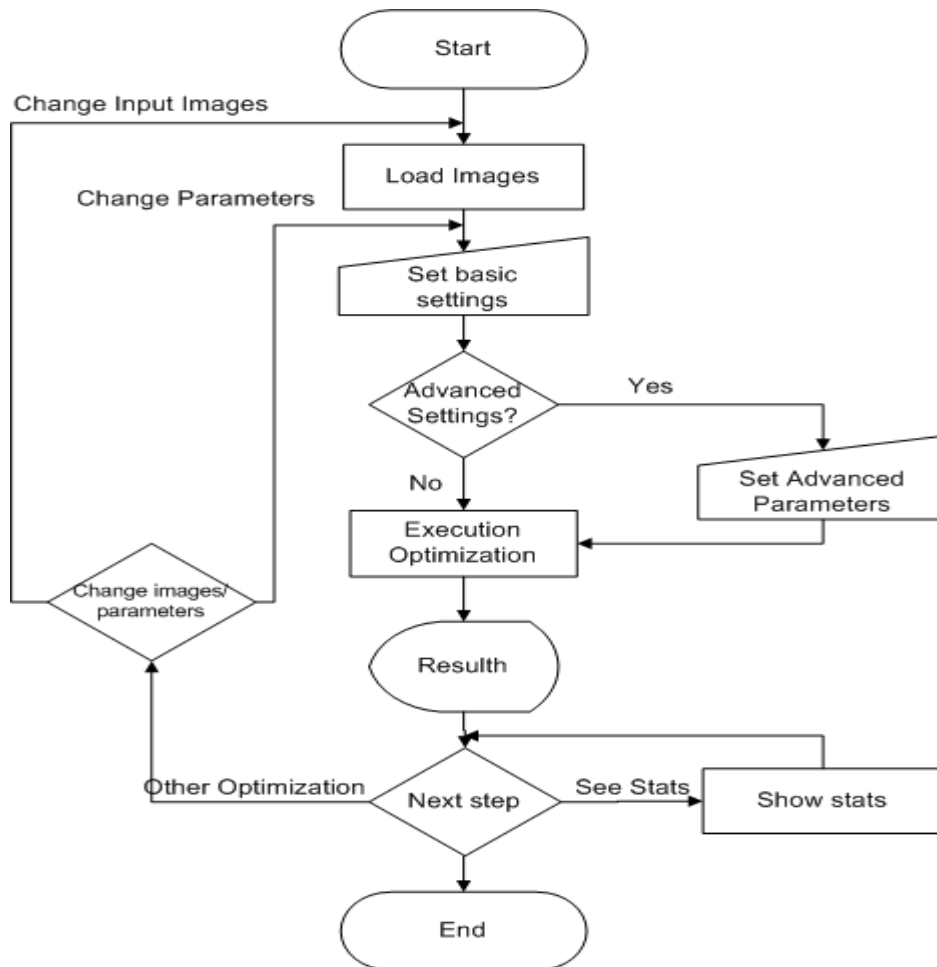 Start
Change Input Images
Load Images
Change Parameters
Set basic
settings
Advanced
Settings?
Yes
Set Advanced
Parameters
No
Execution
Optimization
Change images/
parameters
Resulth
Other Optimization
Next step
See Stats
Show stats
End